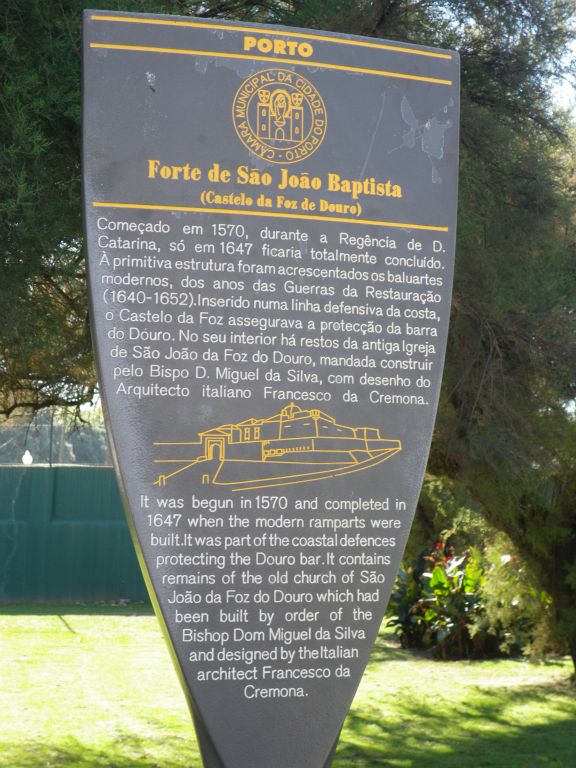 PORTO
CÂMARA MUNICIPAL DA CIDADE DO PORTO
Forte de São João Baptista
(Castelo da Foz de Douro)
Começado em 1570, durante a Regência de D.
Catarina, só em 1647 ficaria totalmente concluído.
À primitiva estrutura foram acrescentados os baluartes
modernos, dos anos das Guerras da Restauração
(1640-1652).Inserido numa linha defensiva da costa,
o Castelo da Foz assegurava a protecção da barra
do Dóuro. No seu interior há restos da antiga Igreja
de São João da Foz do Douro, mandada construir
pelo Bispo D. Miguel da Silva, com desenho do
Arquitecto italiano Francesco da Cremona.
It was begun in 1570 and completed in
1647 when the modern ramparts were
built.It was part of the coastal defences
protecting the Douro bar. It contains
remains of the old church of São
João da Foz do Douro which had
been built by order of the
Bishop Dom Miguel da Silva
and designed by the Italian
architect Francesco da
Cremona.